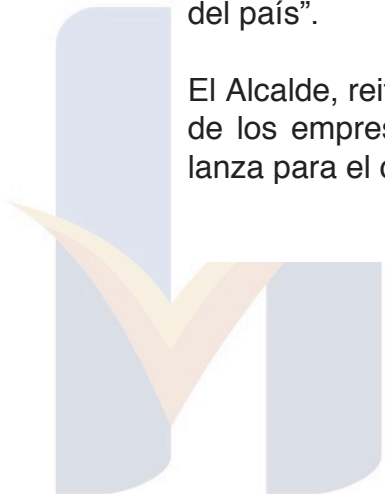 del país”.
El Alcalde, rei
de los empres
lanza para el